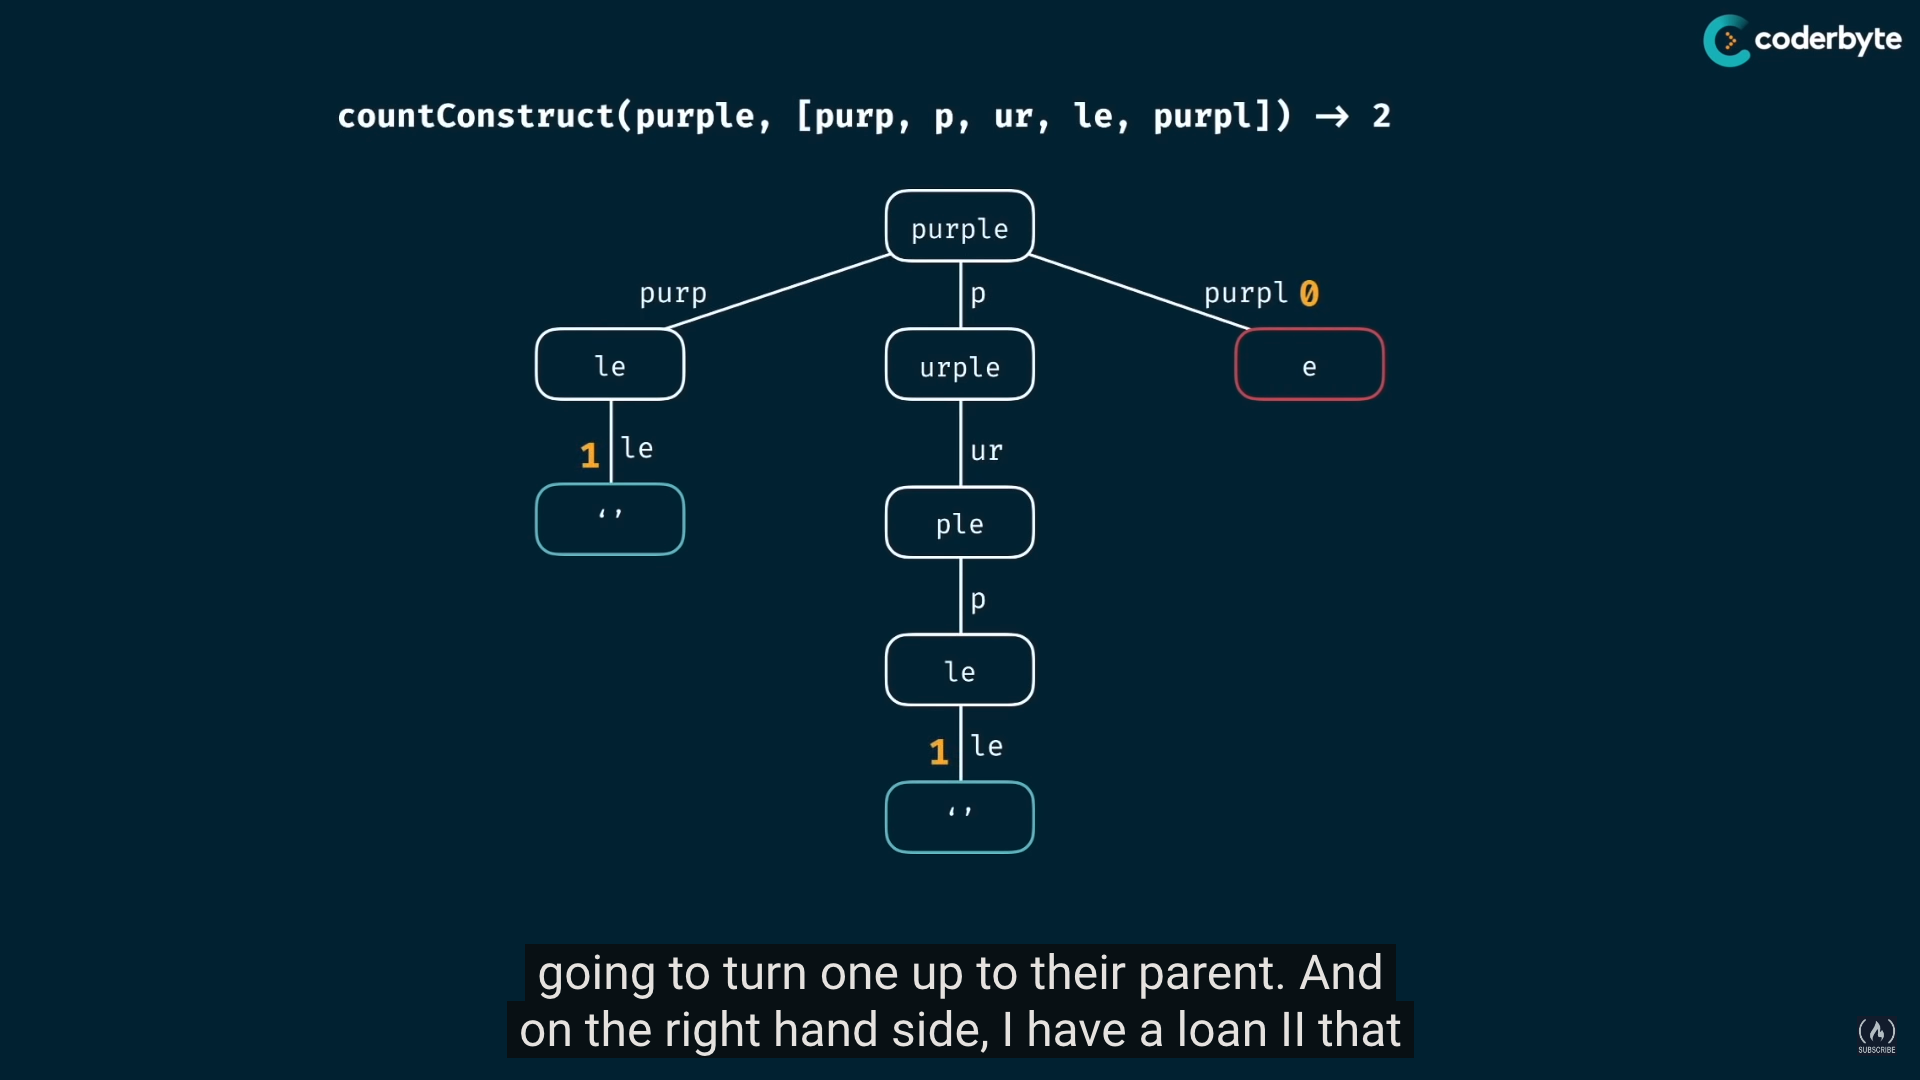 coderbyte
countConstruct(purple, [purp, p, ur, le, purpl]) → 2
purple
purp
p
purpl 0
le
urple
e
1 le
ur
‘’
ple
p
le
1 le
‘’
going to turn one up to their parent. And
on the right hand side, I have a loan II that
SUBSCRIBE